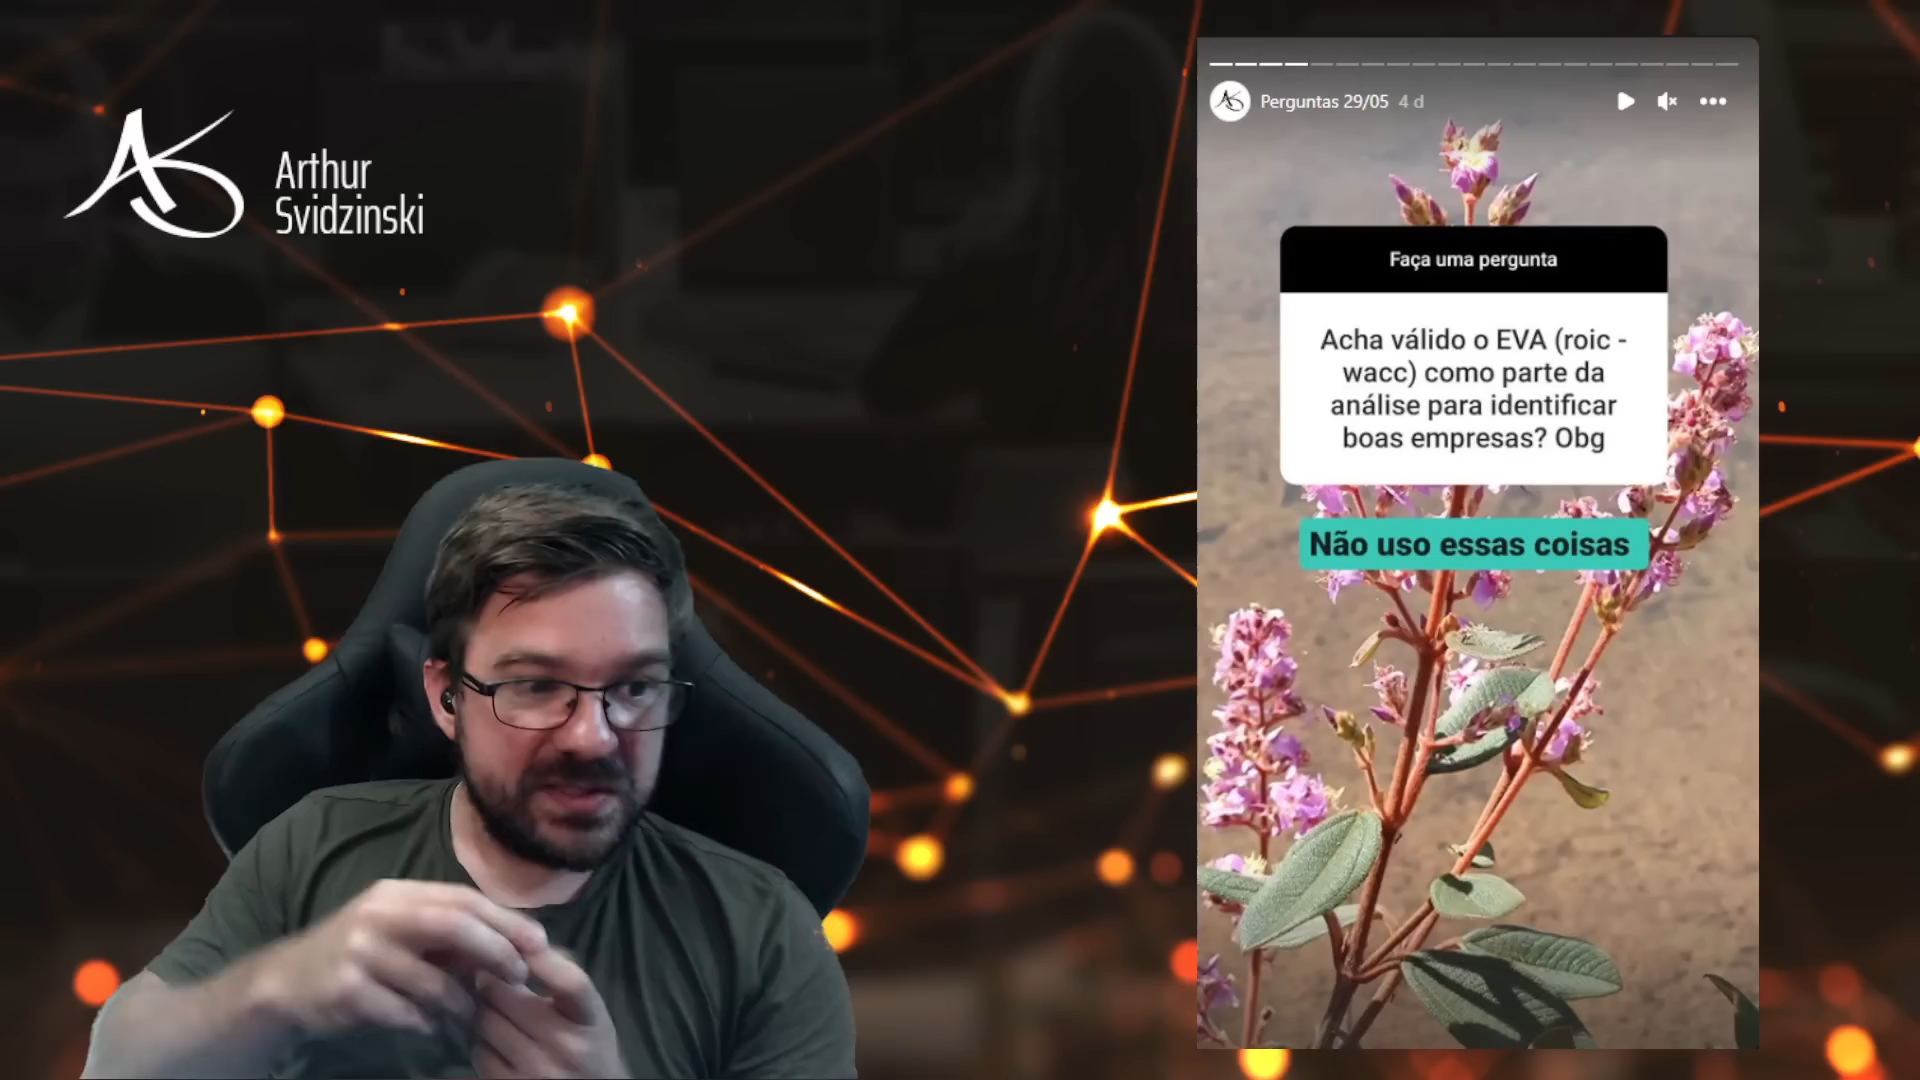 Arthur
Svidzinski
Perguntas 29/05 4 d
Faça uma pergunta
Acha válido o EVA (roic -
wacc) como parte da
análise para identificar
boas empresas? Obg
Não uso essas coisas